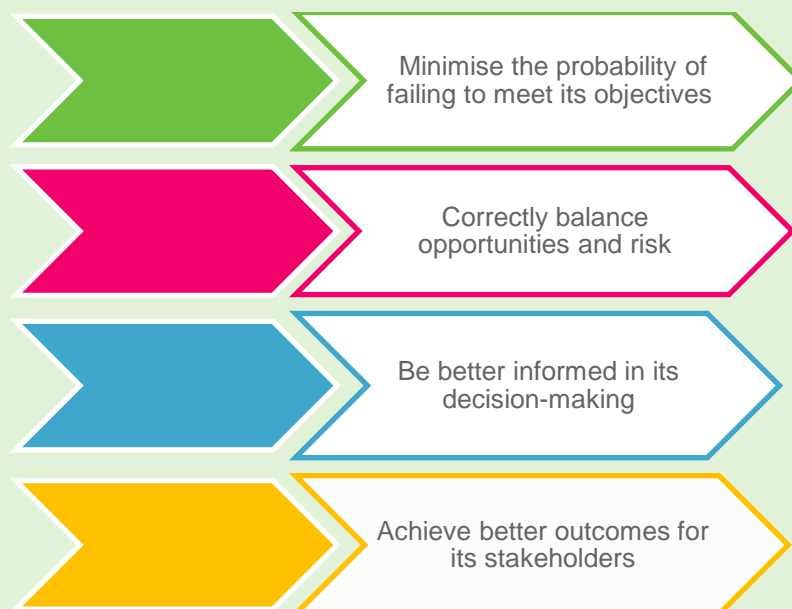 Minimise the probability of
failing to meet its objectives
Correctly balance
opportunities and risk
Be better informed in its
decision-making
Achieve better outcomes for
its stakeholders